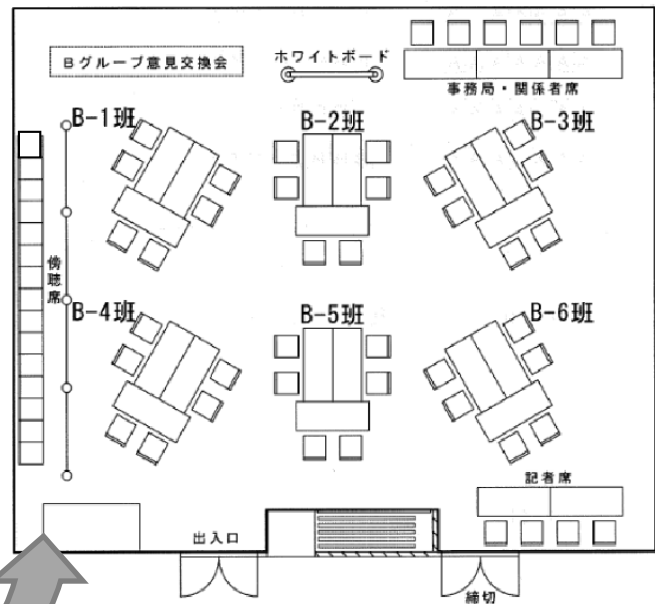 Bグループ意見交換会
ホワイトボード
事務局・関係者席
B-1班
B-2班
B-3班
傍聴席
B-4班
B-5班
B-6班
記者席
出入口
締切